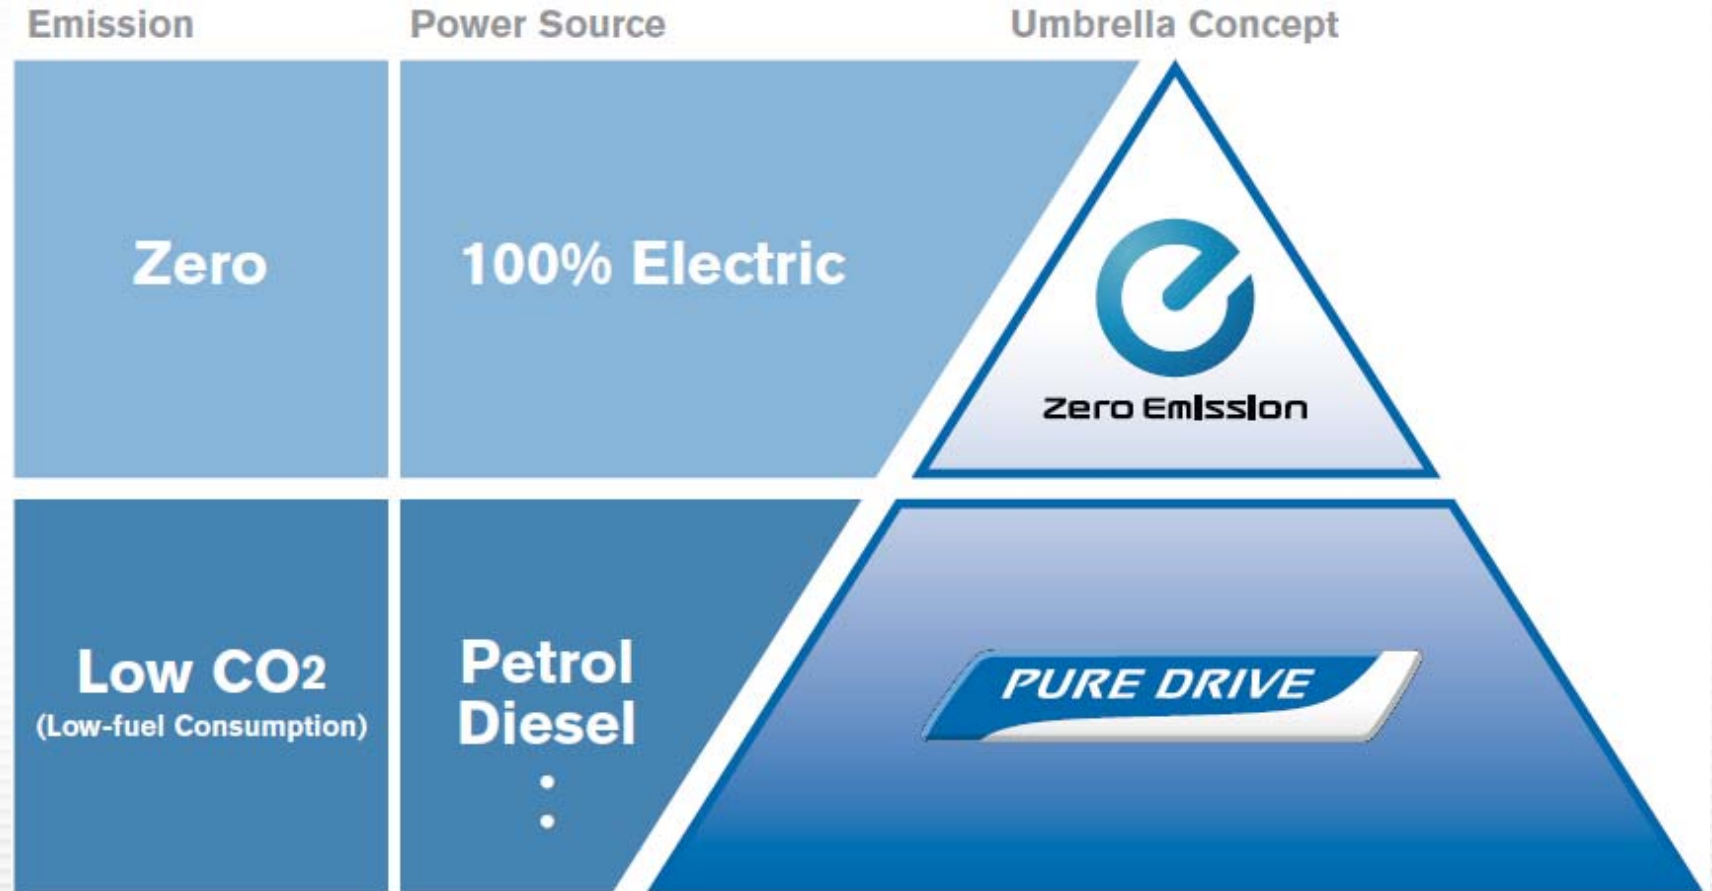 Emission Power Source Umbrella Concept
Zero 100% Electric
Zero Emission
Low CO2
(Low-fuel Consumption)
Petrol
Diesel
PURE DRIVE